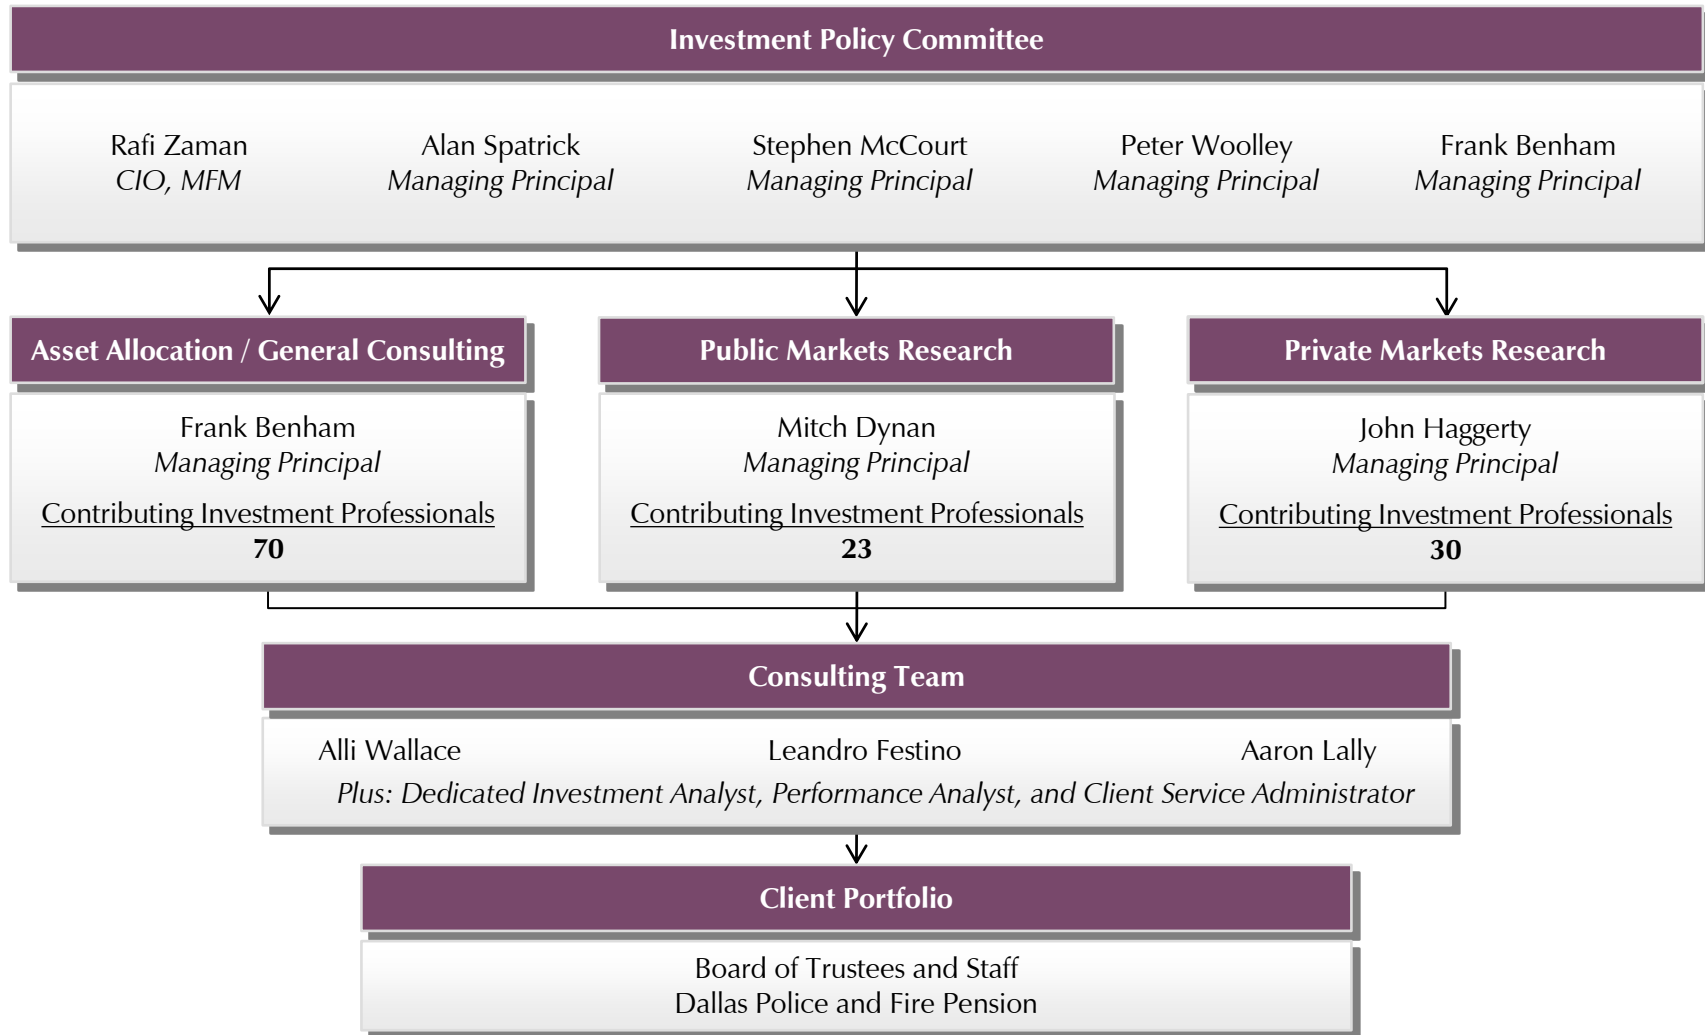 Investment Policy Committee
Rafi Zaman
CIO, MFM
Alan Spatrick
Managing Principal
Stephen McCourt
Managing Principal
Peter Woolley
Managing Principal
Frank Benham
Managing Principal
Asset Allocation / General Consulting
Frank Benham
Managing Principal
Contributing Investment Professionals
70
Public Markets Research
Mitch Dynan
Managing Principal
Contributing Investment Professionals
23
Private Markets Research
John Haggerty
Managing Principal
Contributing Investment Professionals
30
Consulting Team
Alli Wallace
Leandro Festino
Aaron Lally
Plus: Dedicated Investment Analyst, Performance Analyst, and Client Service Administrator
Client Portfolio
Board of Trustees and Staff
Dallas Police and Fire Pension